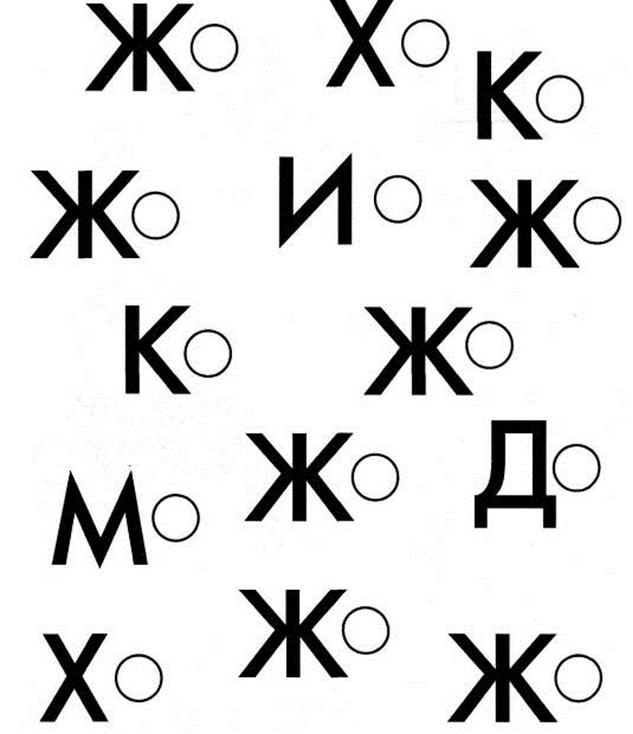 Ж Х К
Ж И Ж
К Ж
М Ж Д
Х Ж Ж